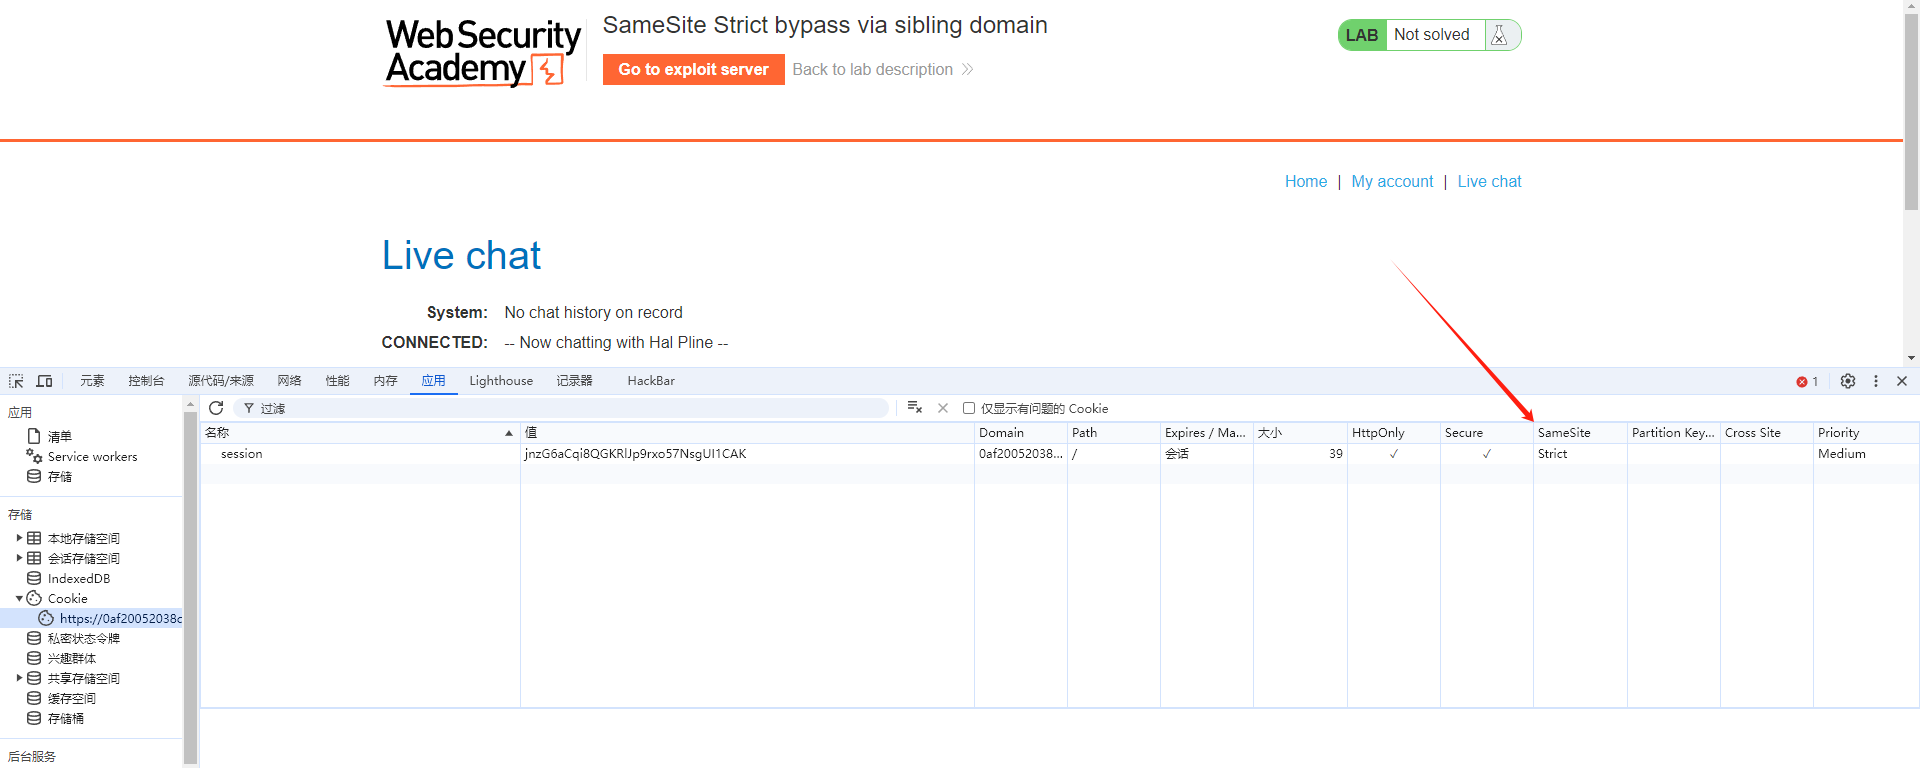 Web Security
Academy
SameSite Strict bypass via sibling domain
Go to exploit server
Back to lab description
LAB Not solved
Home | My account | Live chat
Live chat
System: No chat history on record
CONNECTED: -- Now chatting with Hal Pline --
元素 控制台 源代码/来源 网络 性能 内存 应用 Lighthouse 记录器 HackBar 1
应用
清单
Service workers
存储
存储
本地存储空间
会话存储空间
IndexedDB
Cookie
https://0af20052038c
私密状态令牌
兴趣群体
共享存储空间
缓存空间
存储桶
后台服务
过滤 仅显示有问题的 Cookie
名称 值 Domain Path Expires / Ma... 大小 HttpOnly Secure SameSite Partition Key... Cross Site Priority
session jnzG6aCqi8QGKRlJp9rxo57NsgUI1CAK 0af20052038... / 会话 39 ✓ ✓ Strict Medium